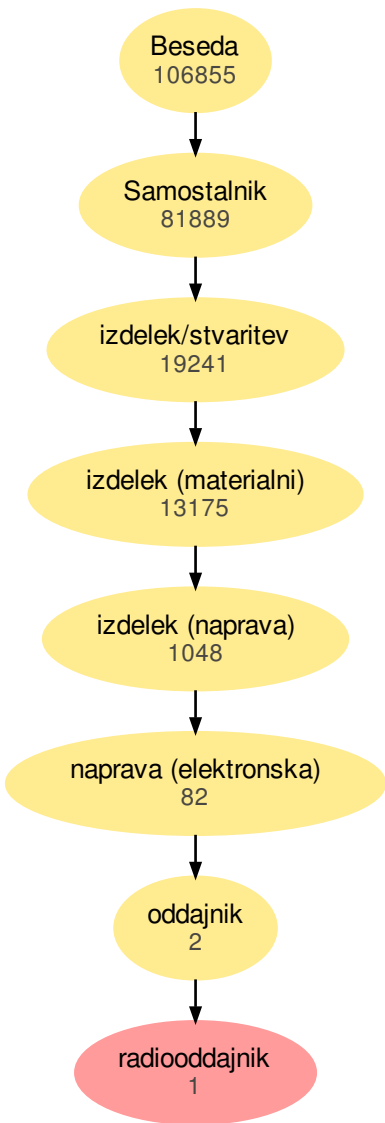 Beseda
106855
Samostalnik
81889
izdelek/stvaritev
19241
izdelek (materialni)
13175
izdelek (naprava)
1048
naprava (elektronska)
82
oddajnik
2
radiooddajnik
1